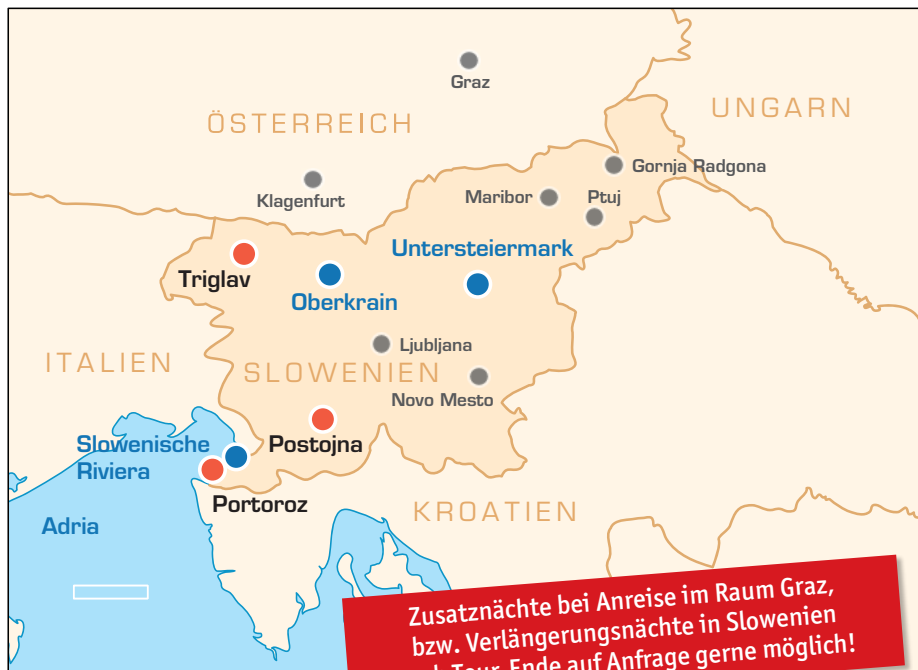 Graz
UNGARN
ÖSTERREICH
Gornja Radgona
Klagenfurt
Maribor
Ptuj
Untersteiermark
Triglav
Oberkrain
Ljubljana
ITALIEN
SLOWENIEN
Novo Mesto
Slowenische
Riviera
Postojna
Portoroz
KROATIEN
Adria
Zusatznächte bei Anreise im Raum Graz,
bzw. Verlängerungsnächte in Slowenien
Tour-Ende auf Anfrage gerne möglich!